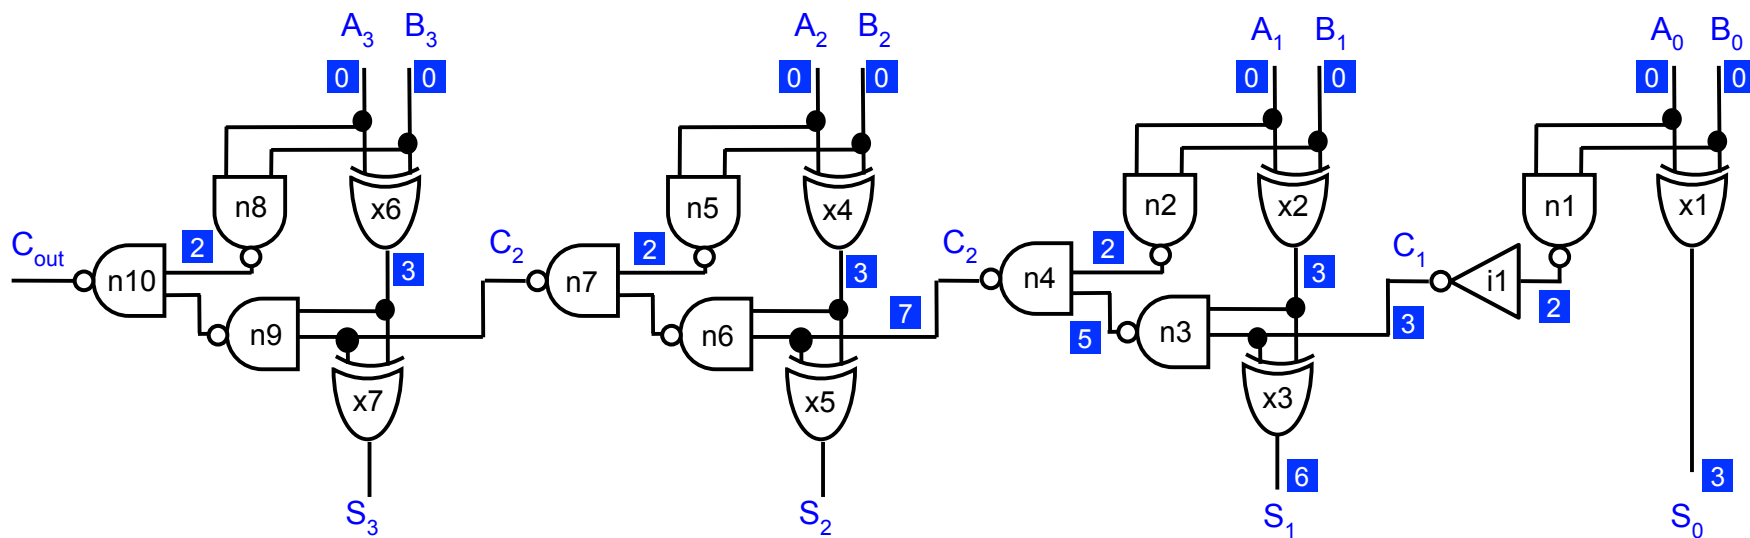 A3 B3 A2 B2 A1 B1 A0 B0
0 0 0 0 0 0 0 0
n8 x6 n5 x4 n2 x2 n1 x1
Cout 2 C2 2 C2 2 C1
n10 3 n7 3 n4 3 i1
n9 n6 7 5 n3 3 2
x7 x5 x3
6 3
S3 S2 S1 S0